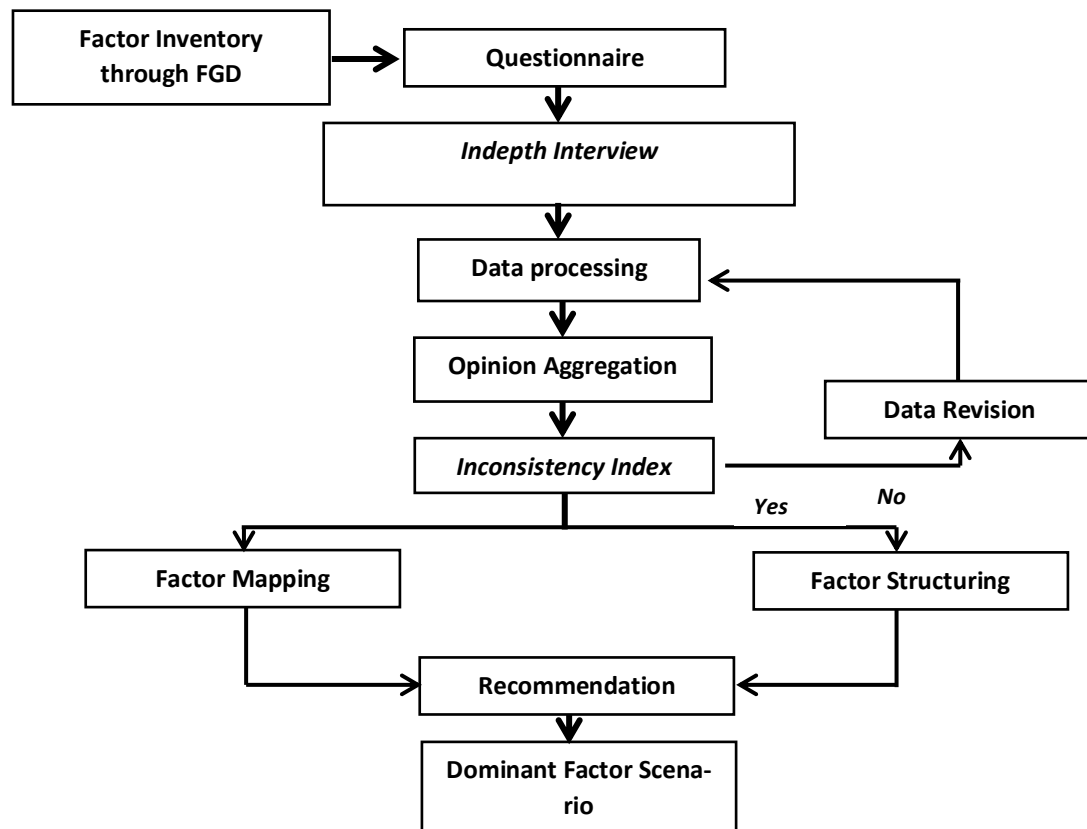 Factor Inventory
through FGD
Questionnaire
Indepth Interview
Data processing
Opinion Aggregation
Data Revision
Inconsistency Index
Yes
No
Factor Mapping
Factor Structuring
Recommendation
Dominant Factor Scena-
rio